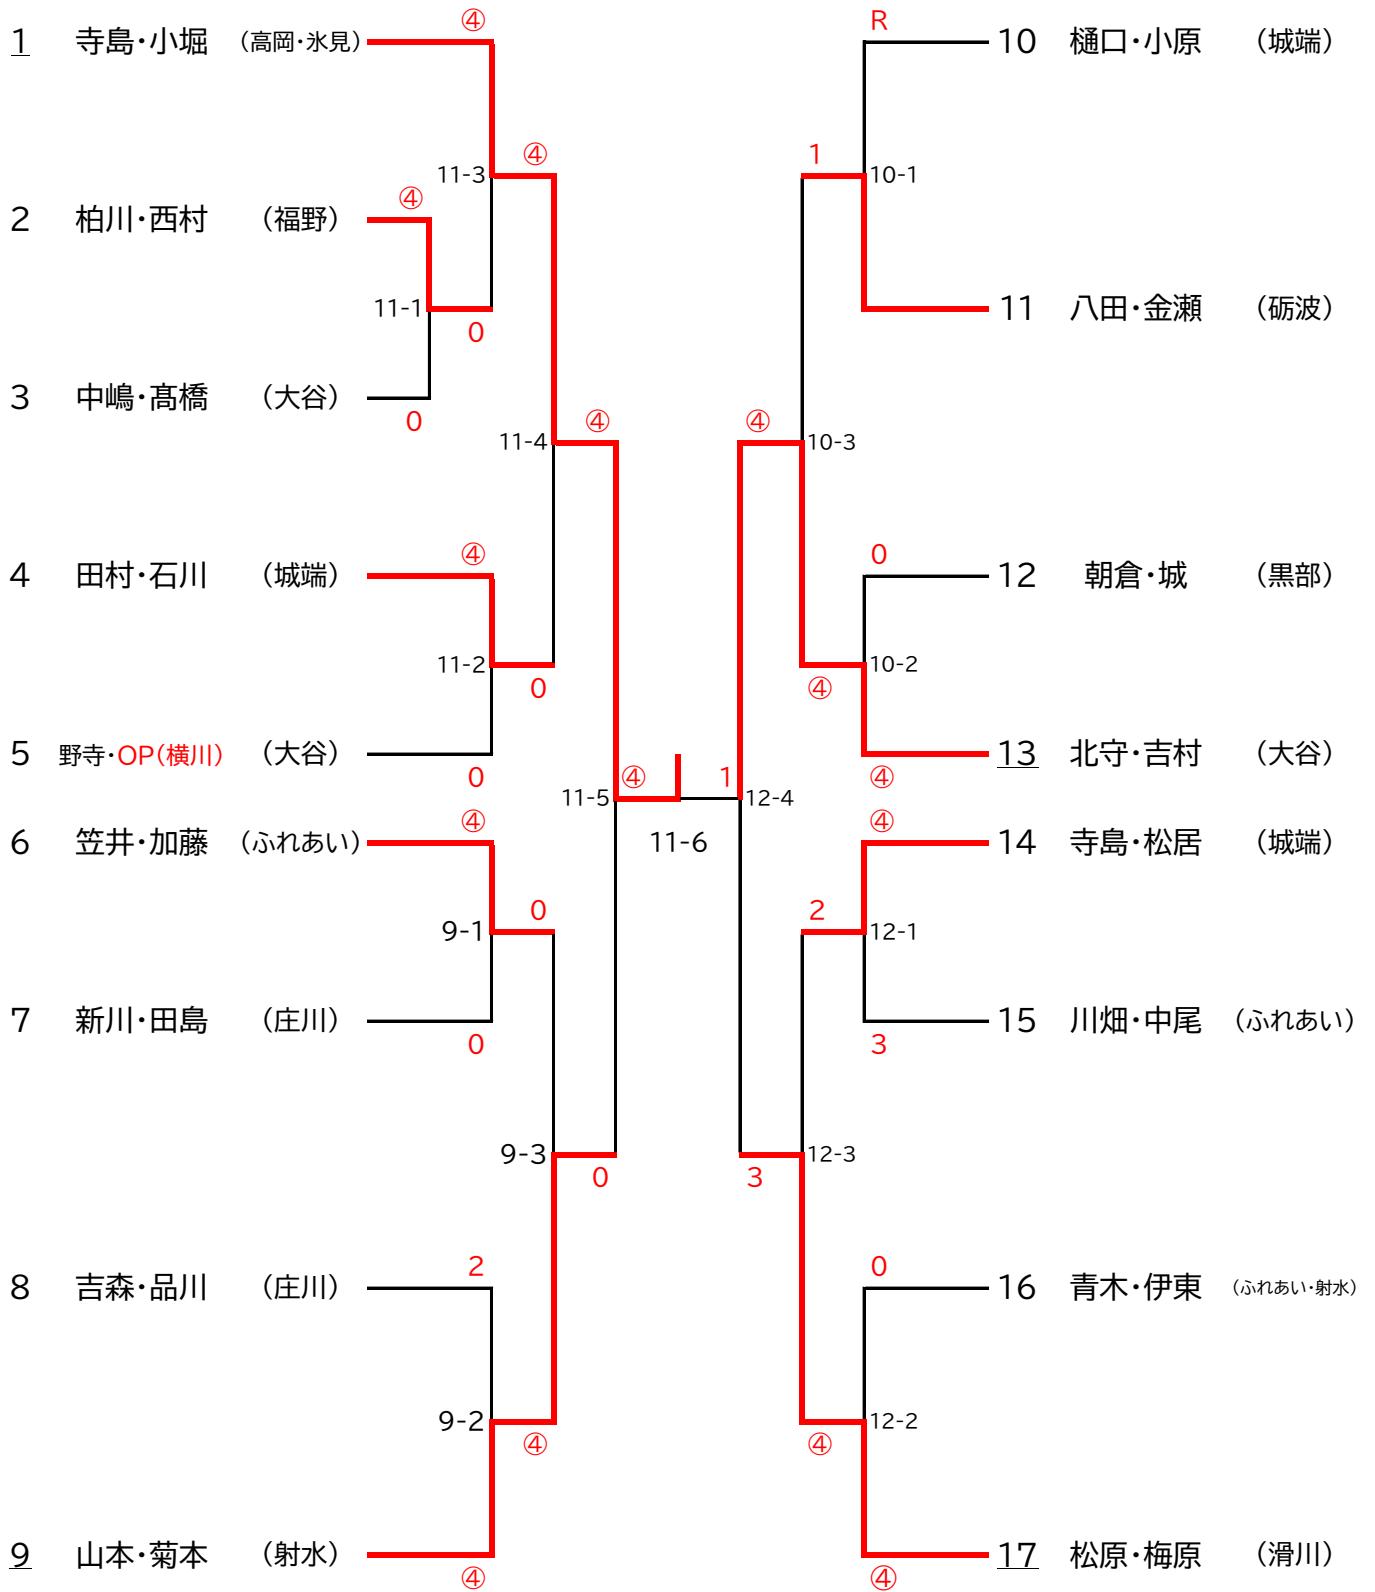 ④ R
1 寺島・小堀 (高岡・氷見) 10 樋口・小原 (城端)
④ 1
11-3 10-1
④
2 柏川・西村 (福野)
11-1 11 八田・金瀬 (砺波)
0
3 中嶋・髙橋 (大谷)
0 ④ ④
11-4 10-3
④ 0
4 田村・石川 (城端) 12 朝倉・城 (黒部)
11-2 10-2
0 ④
5 野寺・OP(横川) (大谷) 13 北守・吉村 (大谷)
0 ④ 1 ④
11-5 12-4
④ ④
6 笠井・加藤 (ふれあい) 11-6 14 寺島・松居 (城端)
0 2
9-1 12-1
7 新川・田島 (庄川) 15 川畑・中尾 (ふれあい)
0 3
9-3 12-3
0 3
2 0
8 吉森・品川 (庄川) 16 青木・伊東 (ふれあい・射水)
9-2 12-2
④ ④
9 山本・菊本 (射水) 17 松原・梅原 (滑川)
④ ④